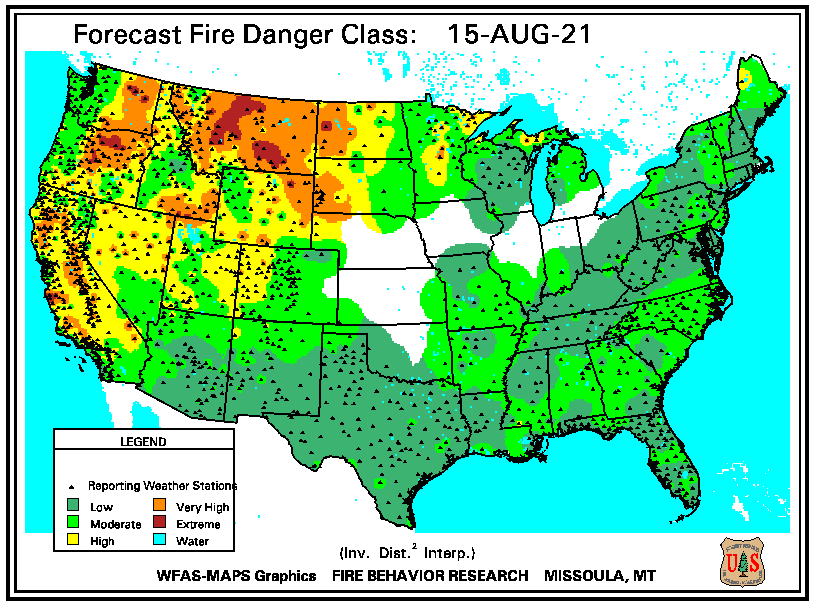 Forecast Fire Danger Class: 15-AUG-21
LEGEND
Reporting Weather Stations
Low Very High
Moderate Extreme
High Water
(Inv. Dist.² Interp.)
WFAS-MAPS Graphics FIRE BEHAVIOR RESEARCH MISSOULA, MT
U S